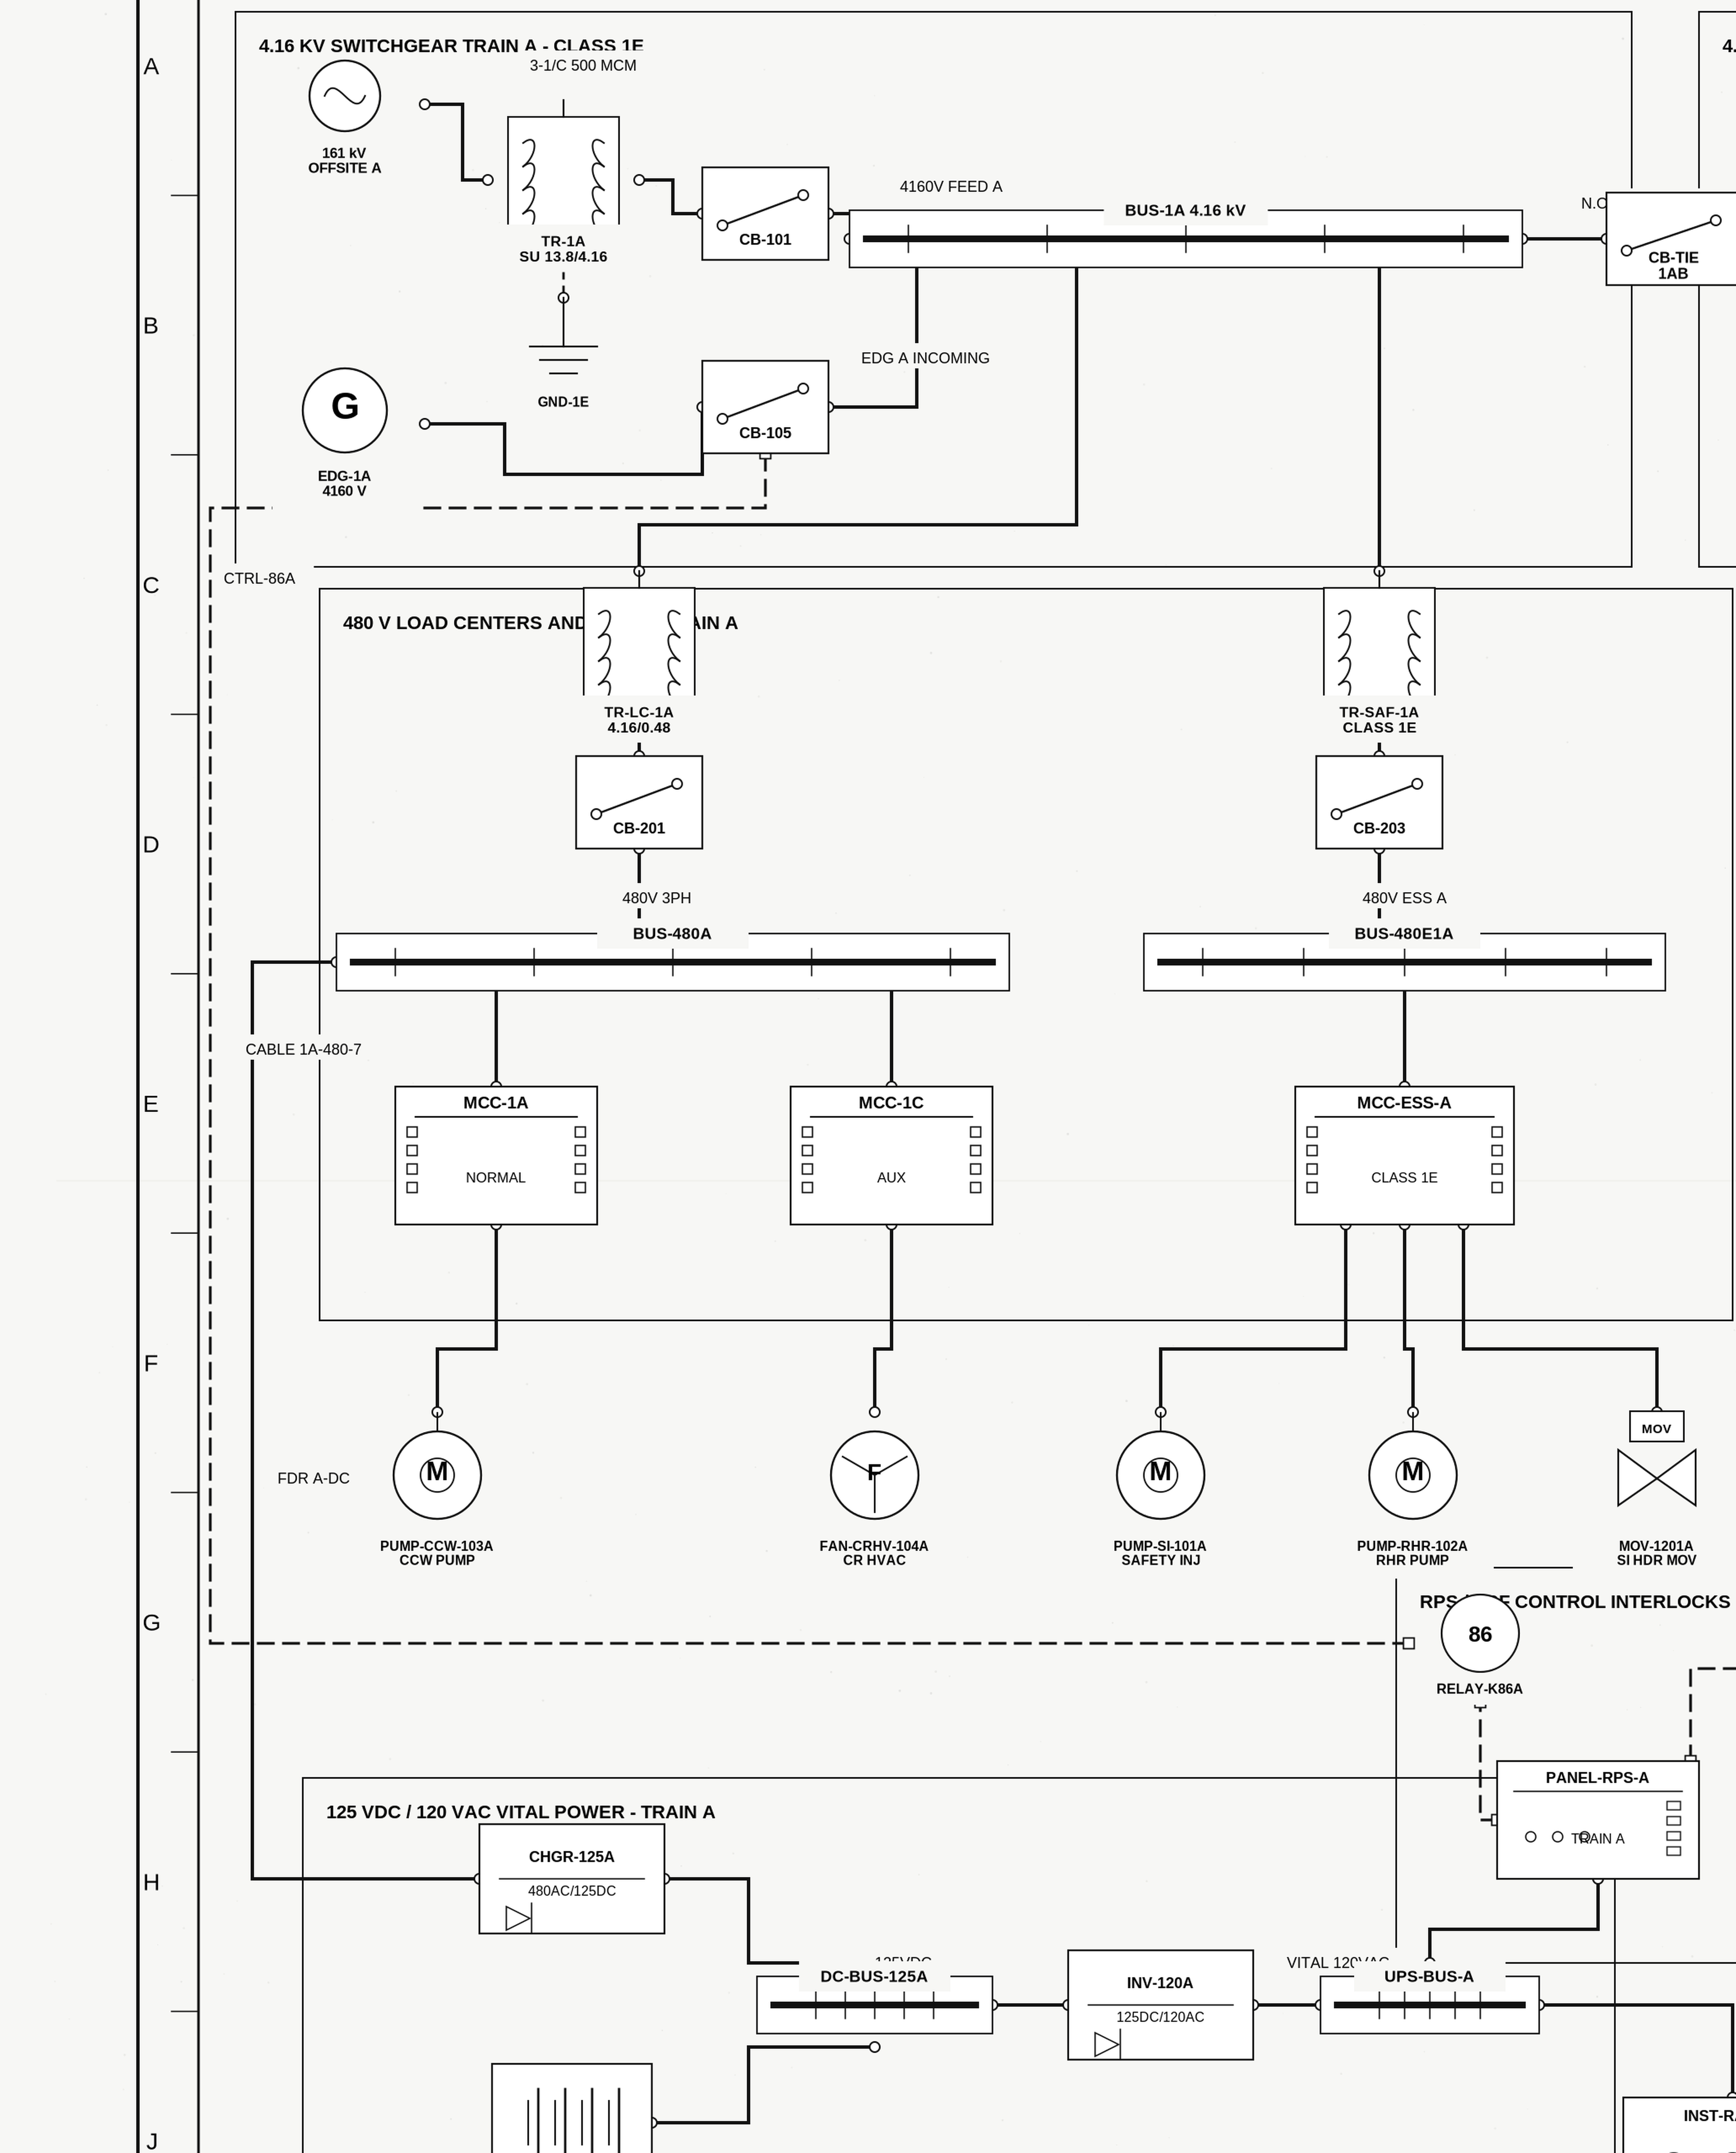 A
4.16 KV SWITCHGEAR TRAIN A - CLASS 1E
3-1/C 500 MCM
161 kV
OFFSITE A
4160V FEED A
BUS-1A 4.16 kV
CB-101
TR-1A
SU 13.8/4.16
CB-TIE
1AB
B
EDG A INCOMING
G
GND-1E
CB-105
EDG-1A
4160 V
C
CTRL-86A
480 V LOAD CENTERS AND
TR-LC-1A
4.16/0.48
TR-SAF-1A
CLASS 1E
CB-201
CB-203
D
480V 3PH
480V ESS A
BUS-480A
BUS-480E1A
CABLE 1A-480-7
E
MCC-1A
NORMAL
MCC-1C
AUX
MCC-ESS-A
CLASS 1E
F
MOV
FDR A-DC
M
F
M
M
PUMP-CCW-103A
CCW PUMP
FAN-CRHV-104A
CR HVAC
PUMP-SI-101A
SAFETY INJ
PUMP-RHR-102A
RHR PUMP
MOV-1201A
SI HDR MOV
G
CONTROL INTERLOCKS
86
RELAY-K86A
PANEL-RPS-A
TRAIN A
125 VDC / 120 VAC VITAL POWER - TRAIN A
H
CHGR-125A
480AC/125DC
125VDC
DC-BUS-125A
INV-120A
125DC/120AC
VITAL 120VAC
UPS-BUS-A
J